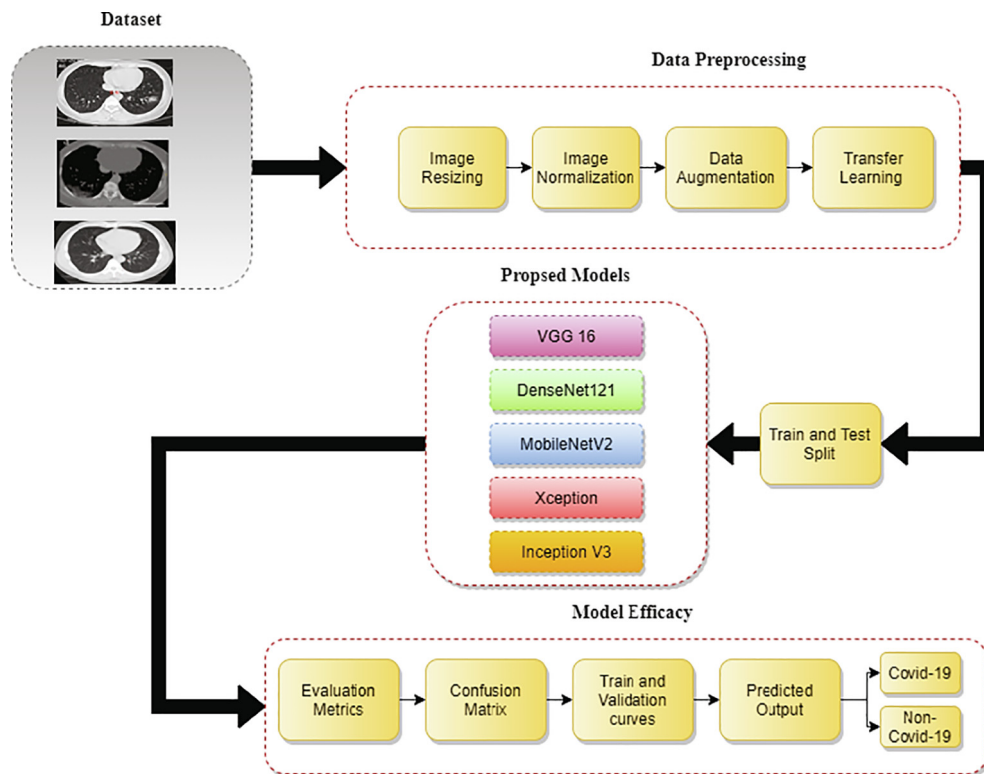 Dataset
Data Preprocessing
Image
Resizing
Image
Normalization
Data
Augmentation
Transfer
Learning
Propsed Models
VGG 16
DenseNet121
MobileNetV2
Xception
Inception V3
Train and Test
Split
Model Efficacy
Evaluation
Metrics
Confusion
Matrix
Train and
Validation
curves
Predicted
Output
Covid-19
Non-
Covid-19